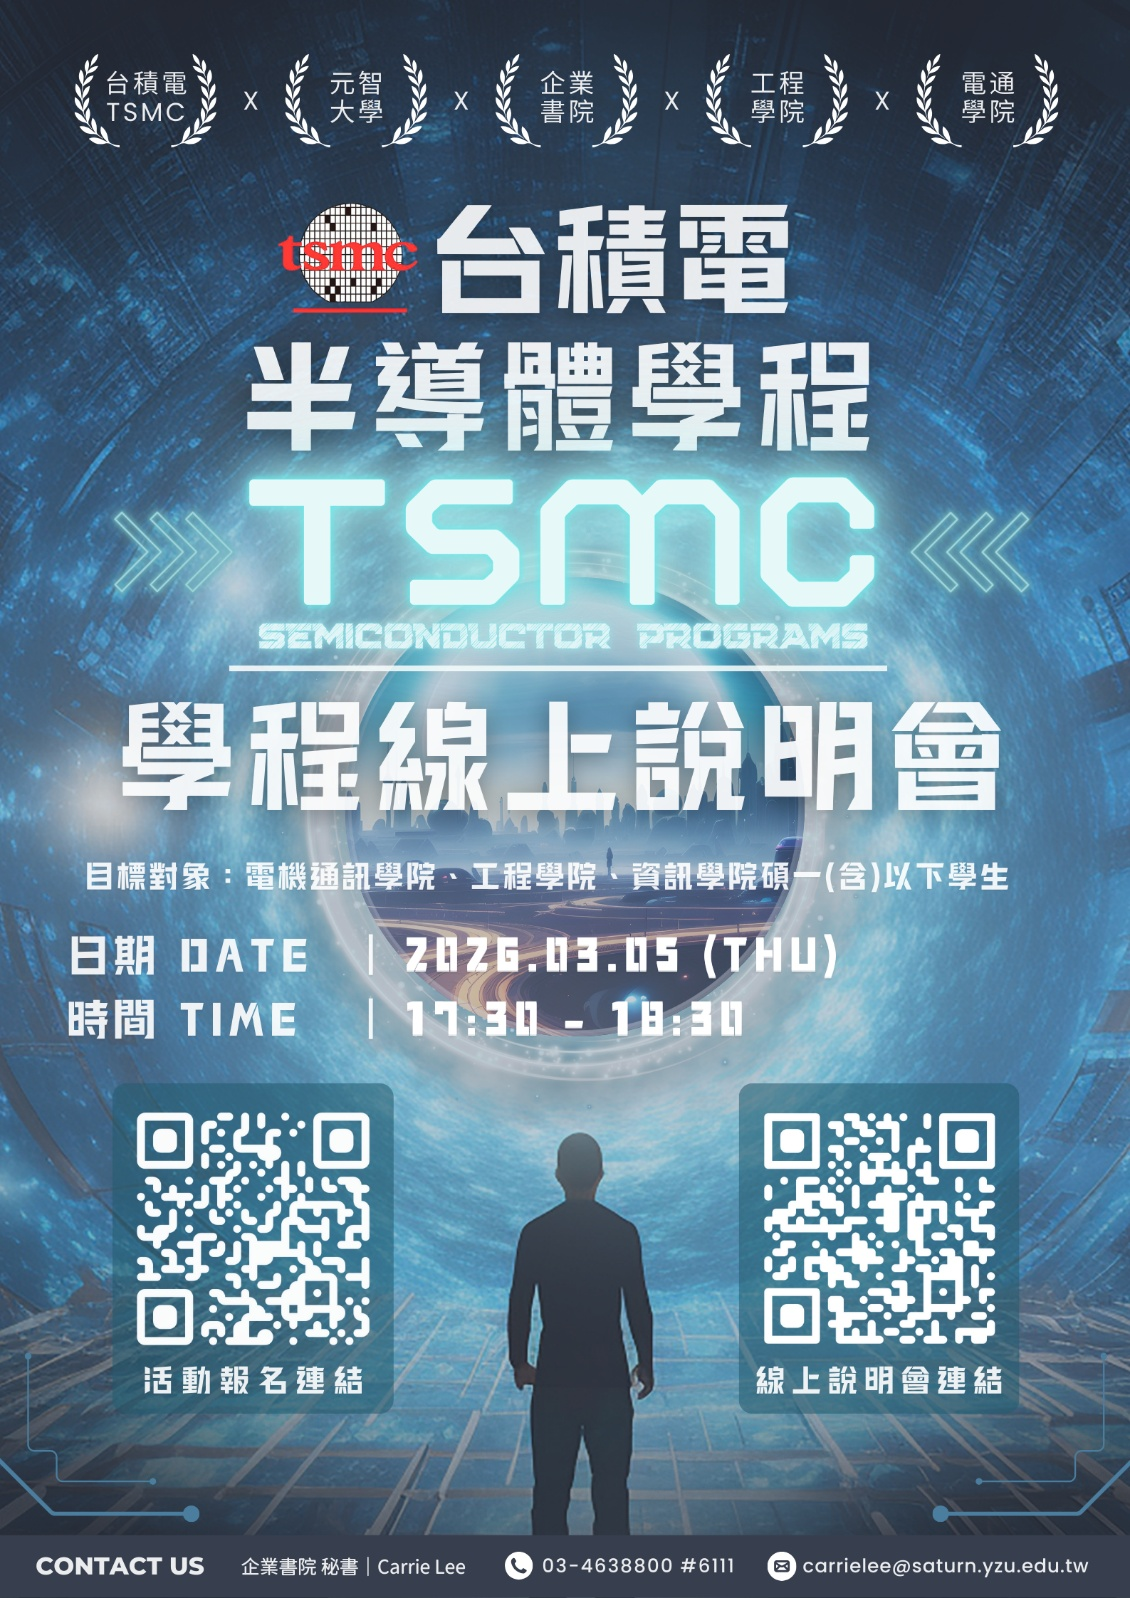 台積電 TSMC X 元智大學 X 企業書院 X 工程學院 X 電通學院
tsmc 台積電
半導體學程
TSMC
SEMICONDUCTOR PROGRAMS
學程線上說明會
目標對象：電機通訊學院、工程學院、資訊學院碩一(含)以下學生
日期 DATE | 2026.03.05 (THU)
時間 TIME | 17:30 - 18:30
活動報名連結
線上說明會連結
CONTACT US 企業書院 秘書｜Carrie Lee 03-4638800 #6111 carrielee@saturn.yzu.edu.tw